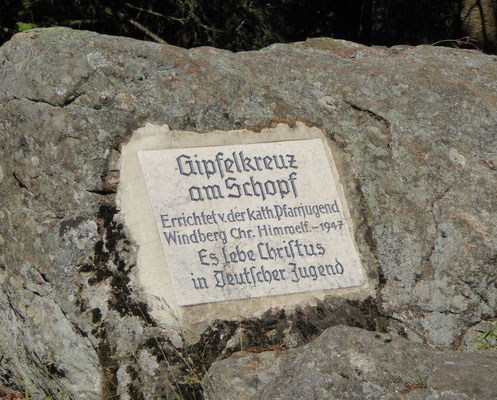 Gipfelkreuz
am Schopf
Errichtet v. der kath. Pfarrjugend
Windberg Chr. Himmelf. – 1947
Es lebe Christus
in Deutscher Jugend